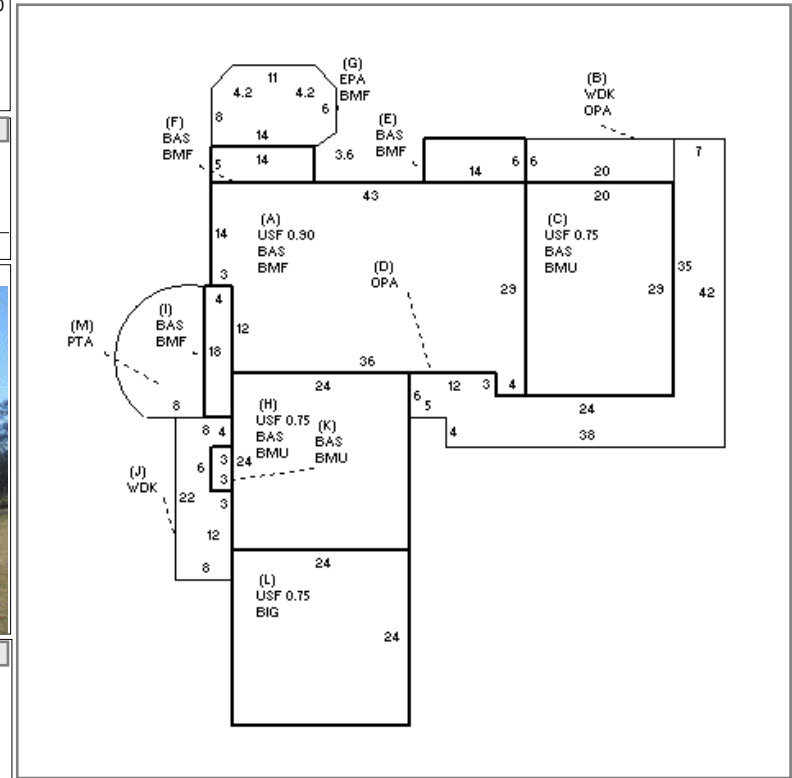 (G)
EPA
BMF
11
4.2
4.2
8
6
14
(B)
WDK
OPA
(F)
BAS
BMF
(E)
BAS
BMF
5
14
3.6
14
6
6
20
7
43
20
(A)
USF 0.90
BAS
BMF
(C)
USF 0.75
BAS
BMU
14
3
(D)
OPA
29
29
35
42
4
(I)
BAS
BMF
(M)
PTA
12
18
36
8
24
12
3
4
6
5
24
4
38
8
4
(H)
USF 0.75
BAS
BMU
(K)
BAS
BMU
3
24
6
3
(J)
WDK
22
3
12
8
24
(L)
USF 0.75
BIG
24